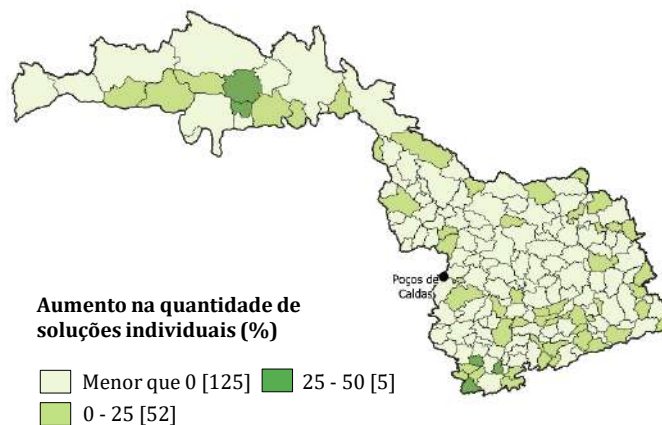 Poços de
Caldas
Aumento na quantidade de
soluções individuais (%)
Menor que 0 [125] 25 - 50 [5]
0 - 25 [52]